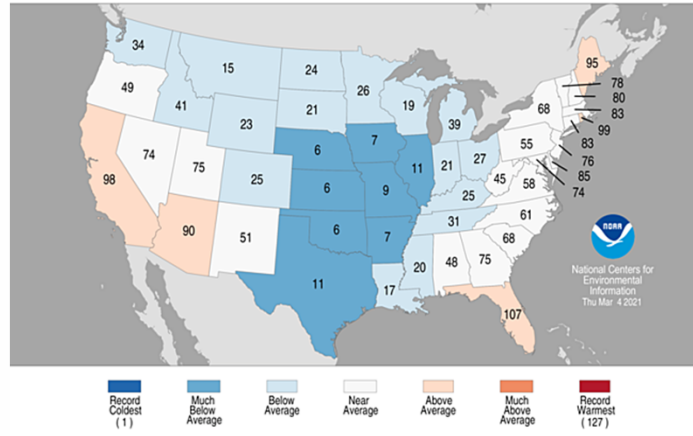 34
15
24
26
19
39
95
78
80
83
99
83
76
85
74
49
41
23
21
68
55
7
6
11
21
27
45
58
74
75
25
98
6
9
25
31
61
90
51
6
7
68
20
48
75
11
17
107
NOAA
National Centers for
Environmental
Information
Thu Mar 4 2021
Record
Coldest
( 1 )
Much
Below
Average
Below
Average
Near
Average
Above
Average
Much
Above
Average
Record
Warmest
( 127 )